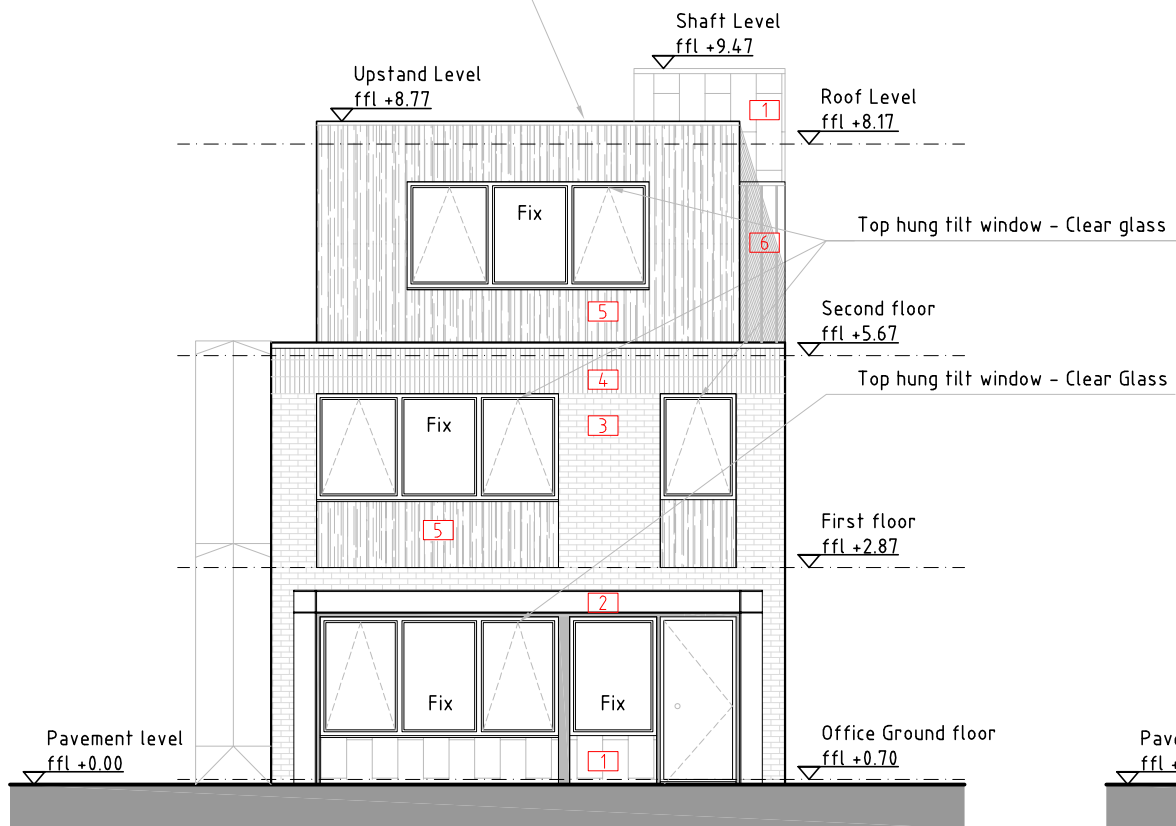 Shaft Level
ffl +9.47
Upstand Level
ffl +8.77
1
Roof Level
ffl +8.17
Fix
Top hung tilt window - Clear glass
6
5
Second floor
ffl +5.67
4
Top hung tilt window - Clear Glass
3
Fix
5
First floor
ffl +2.87
2
Fix
Fix
Pavement level
ffl +0.00
1
Office Ground floor
ffl +0.70
ffl +